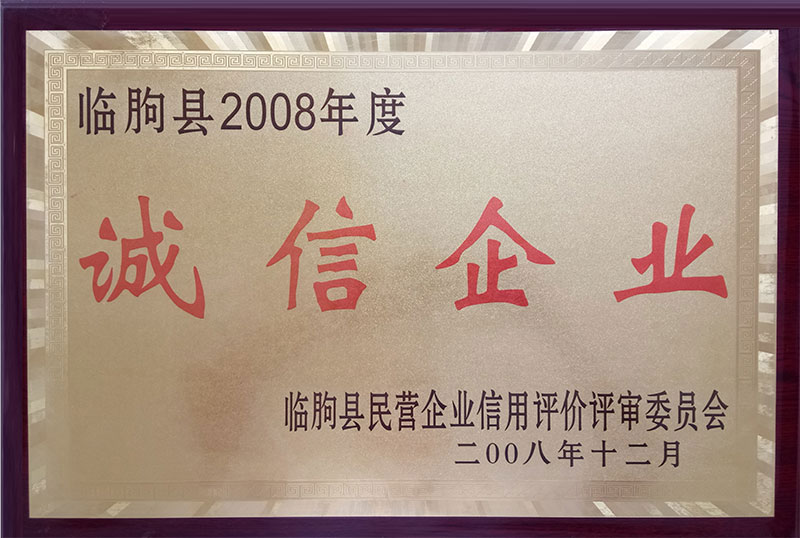 临朐县2008年度
诚信企业
临朐县民营企业信用评价评审委员会
二00八年十二月